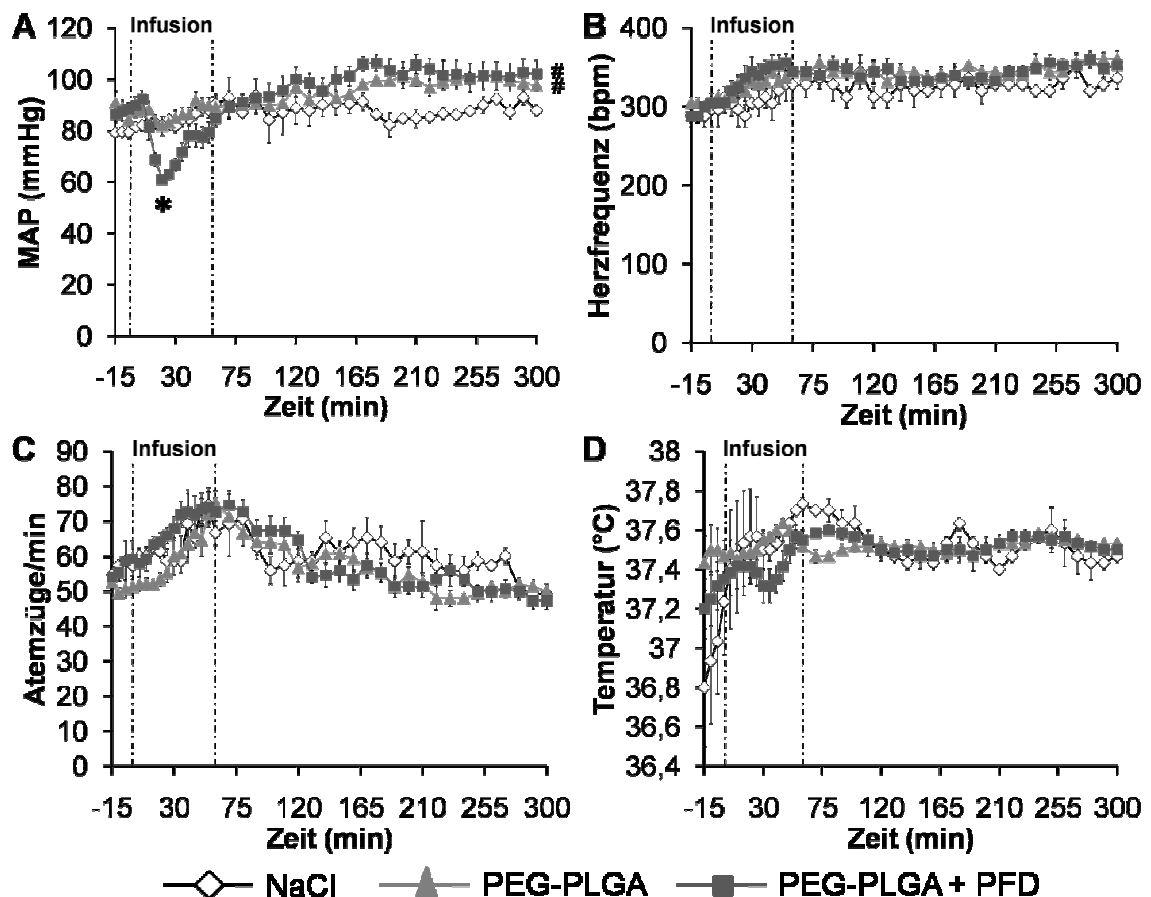 A
Infusion
120
100
80
60
40
20
0
MAP (mmHg)
*
#
#
-15 30 75 120 165 210 255 300
Zeit (min)
B
Infusion
400
300
200
100
0
Herzfrequenz (bpm)
-15 30 75 120 165 210 255 300
Zeit (min)
C
Infusion
90
80
70
60
50
40
30
20
10
0
Atemzüge/min
-15 30 75 120 165 210 255 300
Zeit (min)
D
Infusion
38
37,8
37,6
37,4
37,2
37
36,8
36,6
36,4
Temperatur (°C)
-15 30 75 120 165 210 255 300
Zeit (min)
NaCl PEG-PLGA PEG-PLGA + PFD